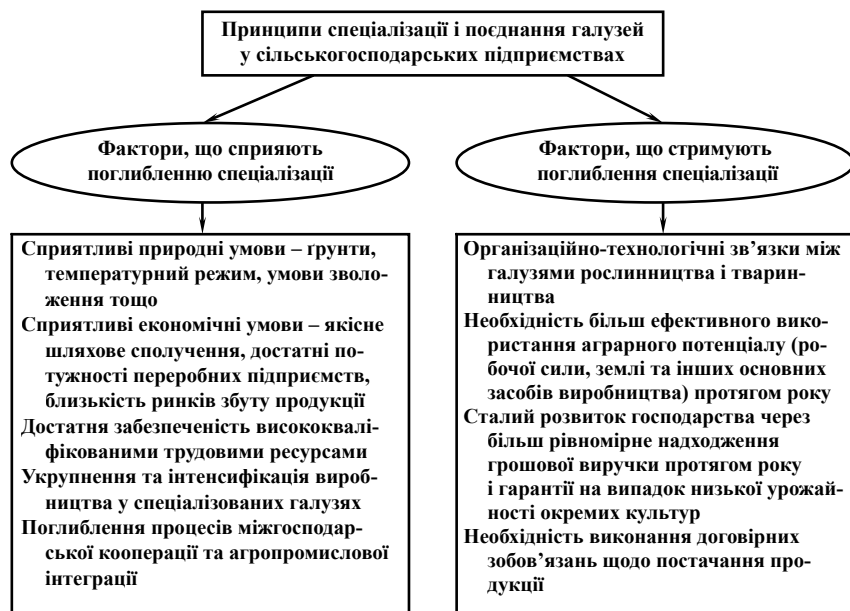 Принципи спеціалізації і поєднання галузей
у сільськогосподарських підприємствах
Фактори, що сприяють
поглибленню спеціалізації
Сприятливі природні умови – ґрунти,
температурний режим, умови зволо-
ження тощо
Сприятливі економічні умови – якісне
шляхове сполучення, достатні по-
тужності переробних підприємств,
близькість ринків збуту продукції
Достатня забезпеченість висококвалі-
фікованими трудовими ресурсами
Укрупнення та інтенсифікація вироб-
ництва у спеціалізованих галузях
Поглиблення процесів міжгосподар-
ської кооперації та агропромислової
інтеграції
Фактори, що стримують
поглиблення спеціалізації
Організаційно-технологічні зв’язки між
галузями рослинництва і тварин-
ництва
Необхідність більш ефективного вико-
ристання аграрного потенціалу (ро-
бочої сили, землі та інших основних
засобів виробництва) протягом року
Сталий розвиток господарства через
більш рівномірне надходження
грошової виручки протягом року
і гарантії на випадок низької урожай-
ності окремих культур
Необхідність виконання договірних
зобов’язань щодо постачання про-
дукції